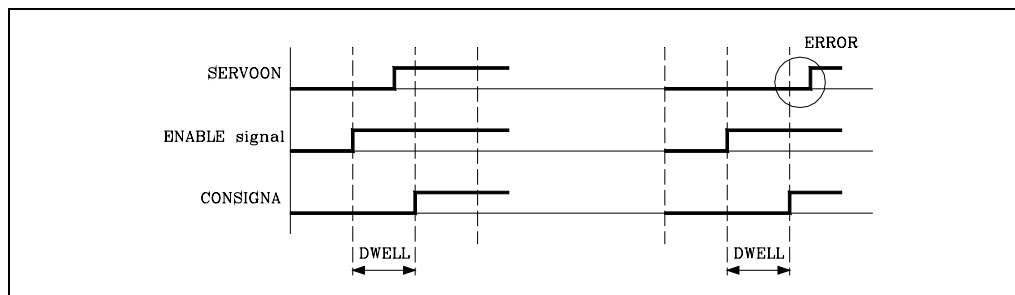 ERROR
SERVOON
ENABLE signal
CONSIGNA
DWELL
DWELL